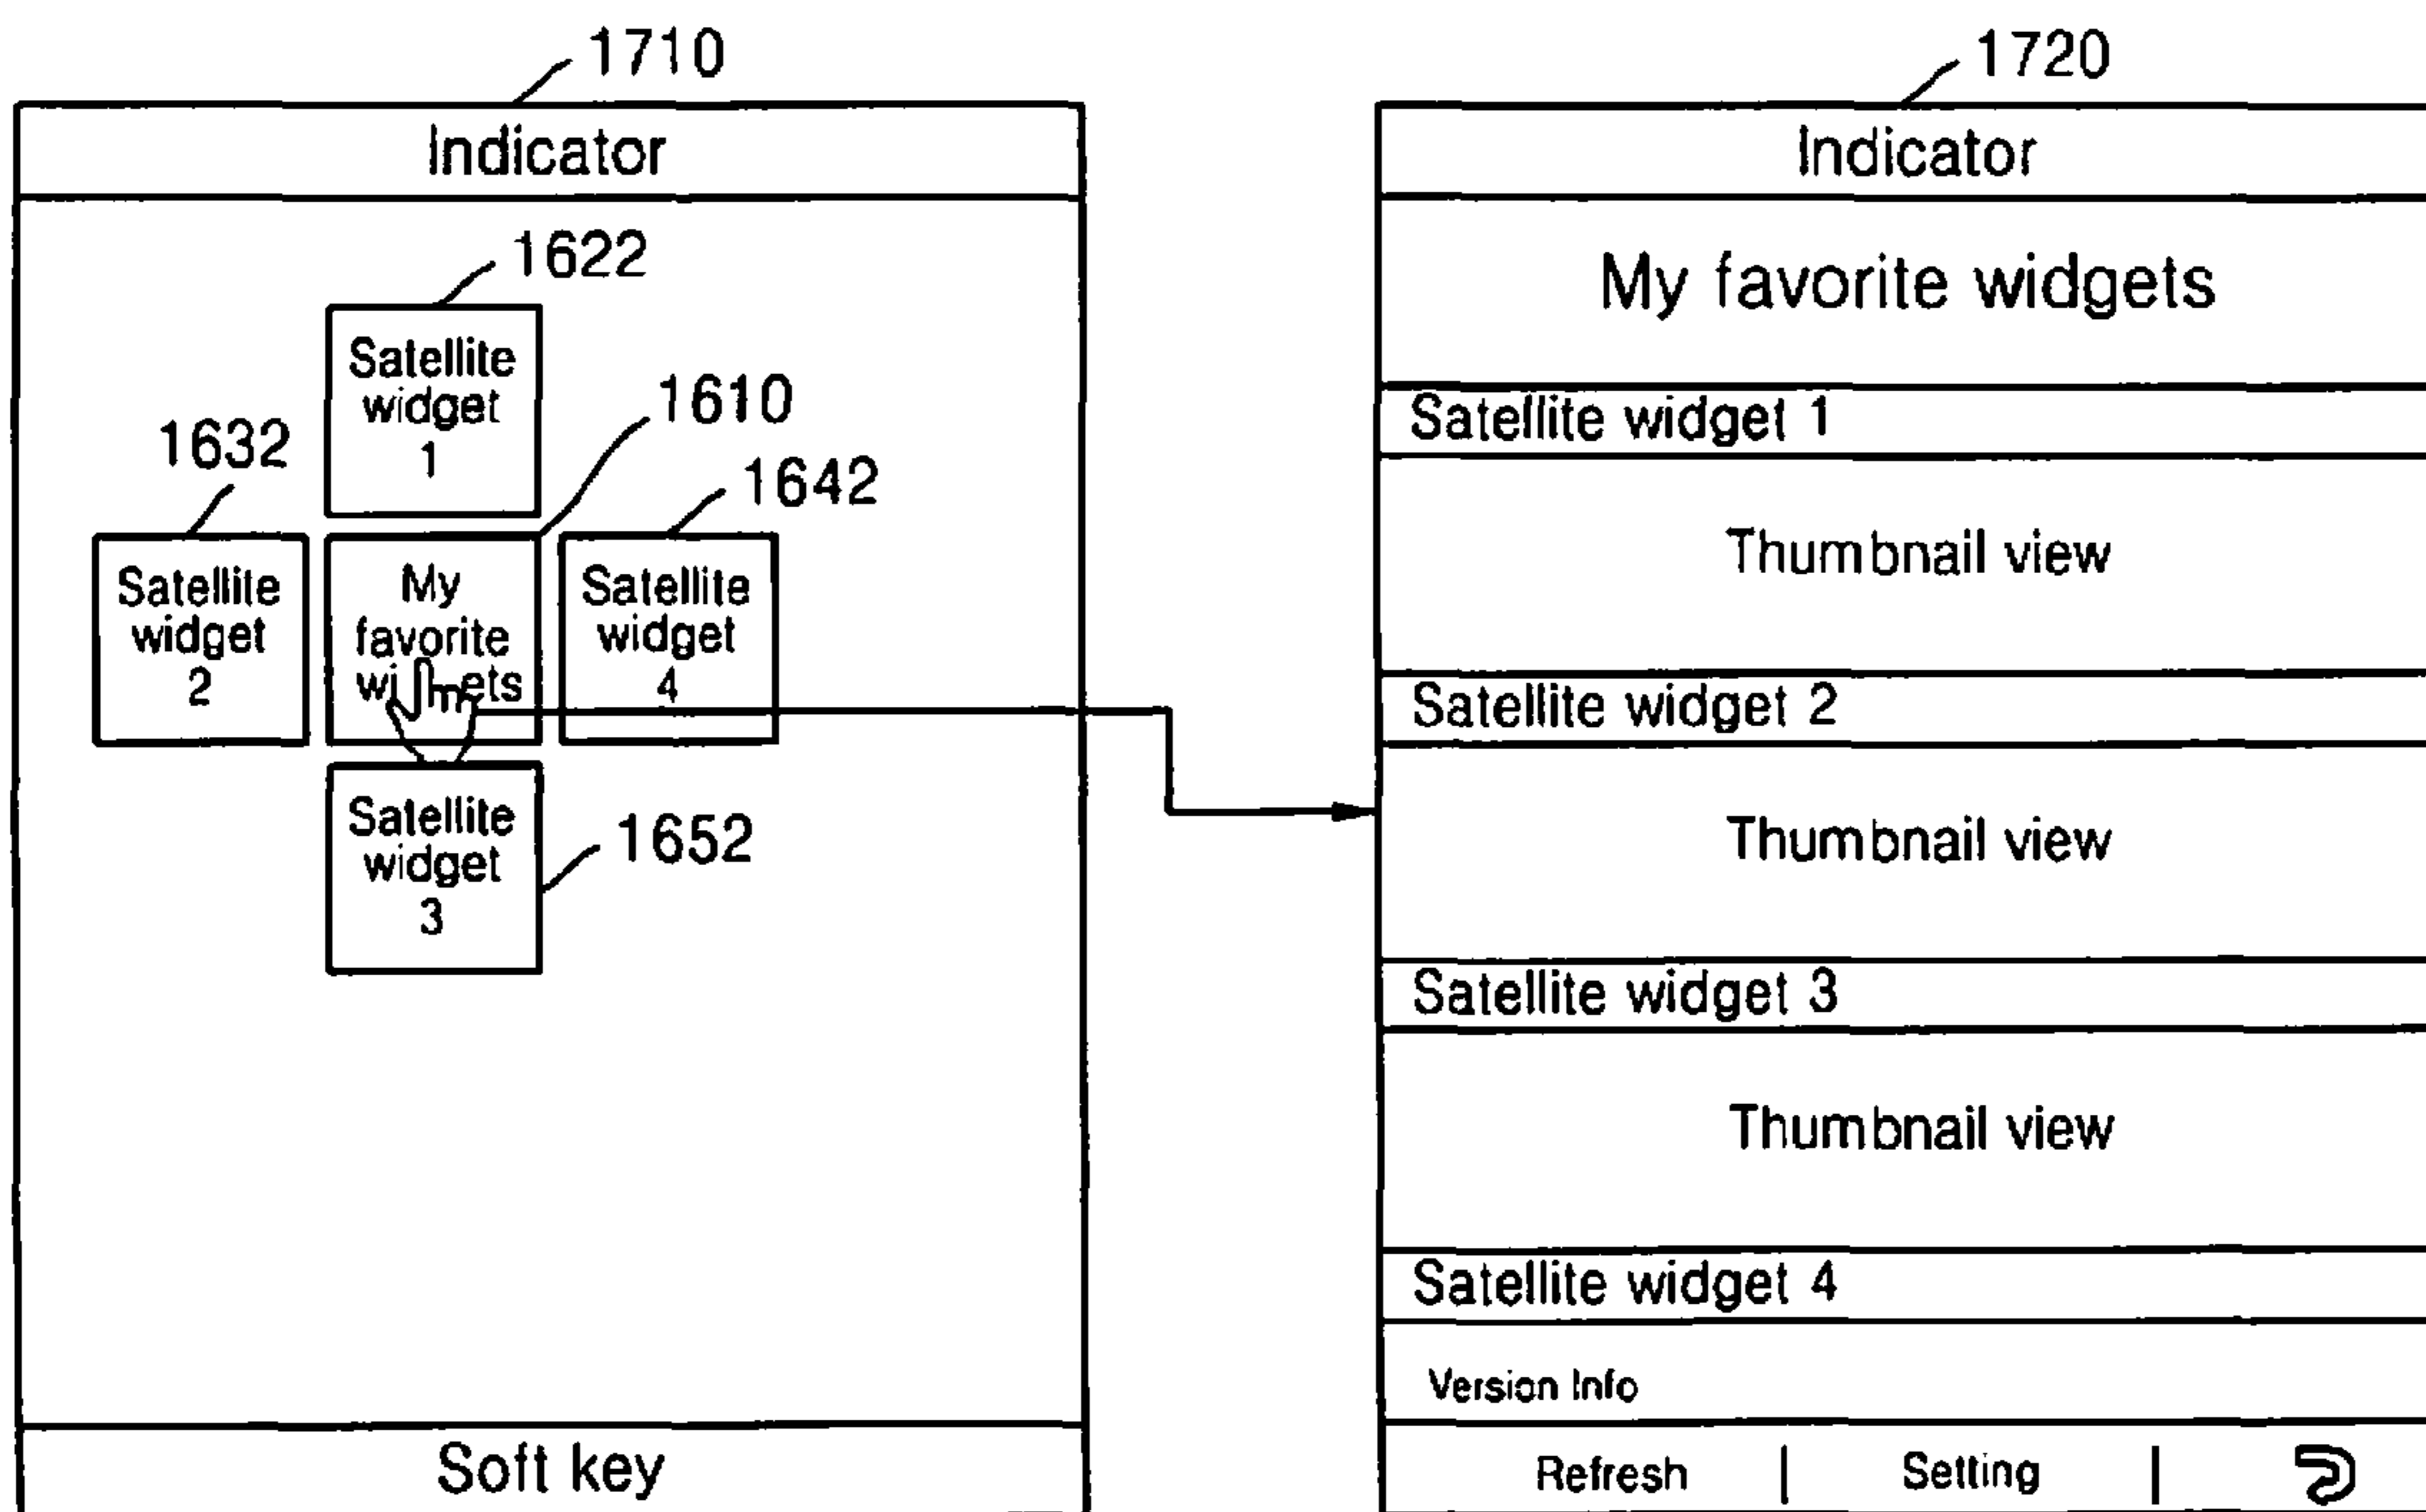 1710
Indicator
1622
Satellite
widget
1
1610
1632
1642
Satellite
widget
2
My
favorite
Satellite
widget
4
Satellite
widget
3
1652
Soft key
1720
Indicator
My favorite widgets
Satellite widget 1
Thumbnail view
Satellite widget 2
Thumbnail view
Satellite widget 3
Thumbnail view
Satellite widget 4
Version Info
Refresh | Setting |